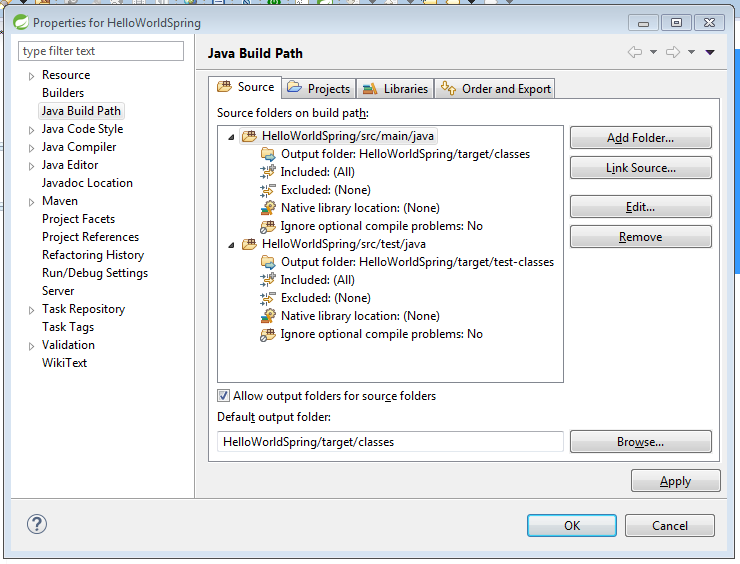 Properties for HelloWorldSpring
type filter text
Resource
Builders
Java Build Path
Java Code Style
Java Compiler
Java Editor
Javadoc Location
Maven
Project Facets
Project References
Refactoring History
Run/Debug Settings
Server
Task Repository
Task Tags
Validation
WikiText
Java Build Path
Source Projects Libraries Order and Export
Source folders on build path:
HelloWorldSpring/src/main/java
Output folder: HelloWorldSpring/target/classes
Included: (All)
Excluded: (None)
Native library location: (None)
Ignore optional compile problems: No
HelloWorldSpring/src/test/java
Output folder: HelloWorldSpring/target/test-classes
Included: (All)
Excluded: (None)
Native library location: (None)
Ignore optional compile problems: No
Add Folder...
Link Source...
Edit...
Remove
Allow output folders for source folders
Default output folder:
HelloWorldSpring/target/classes Browse...
Apply
? OK Cancel